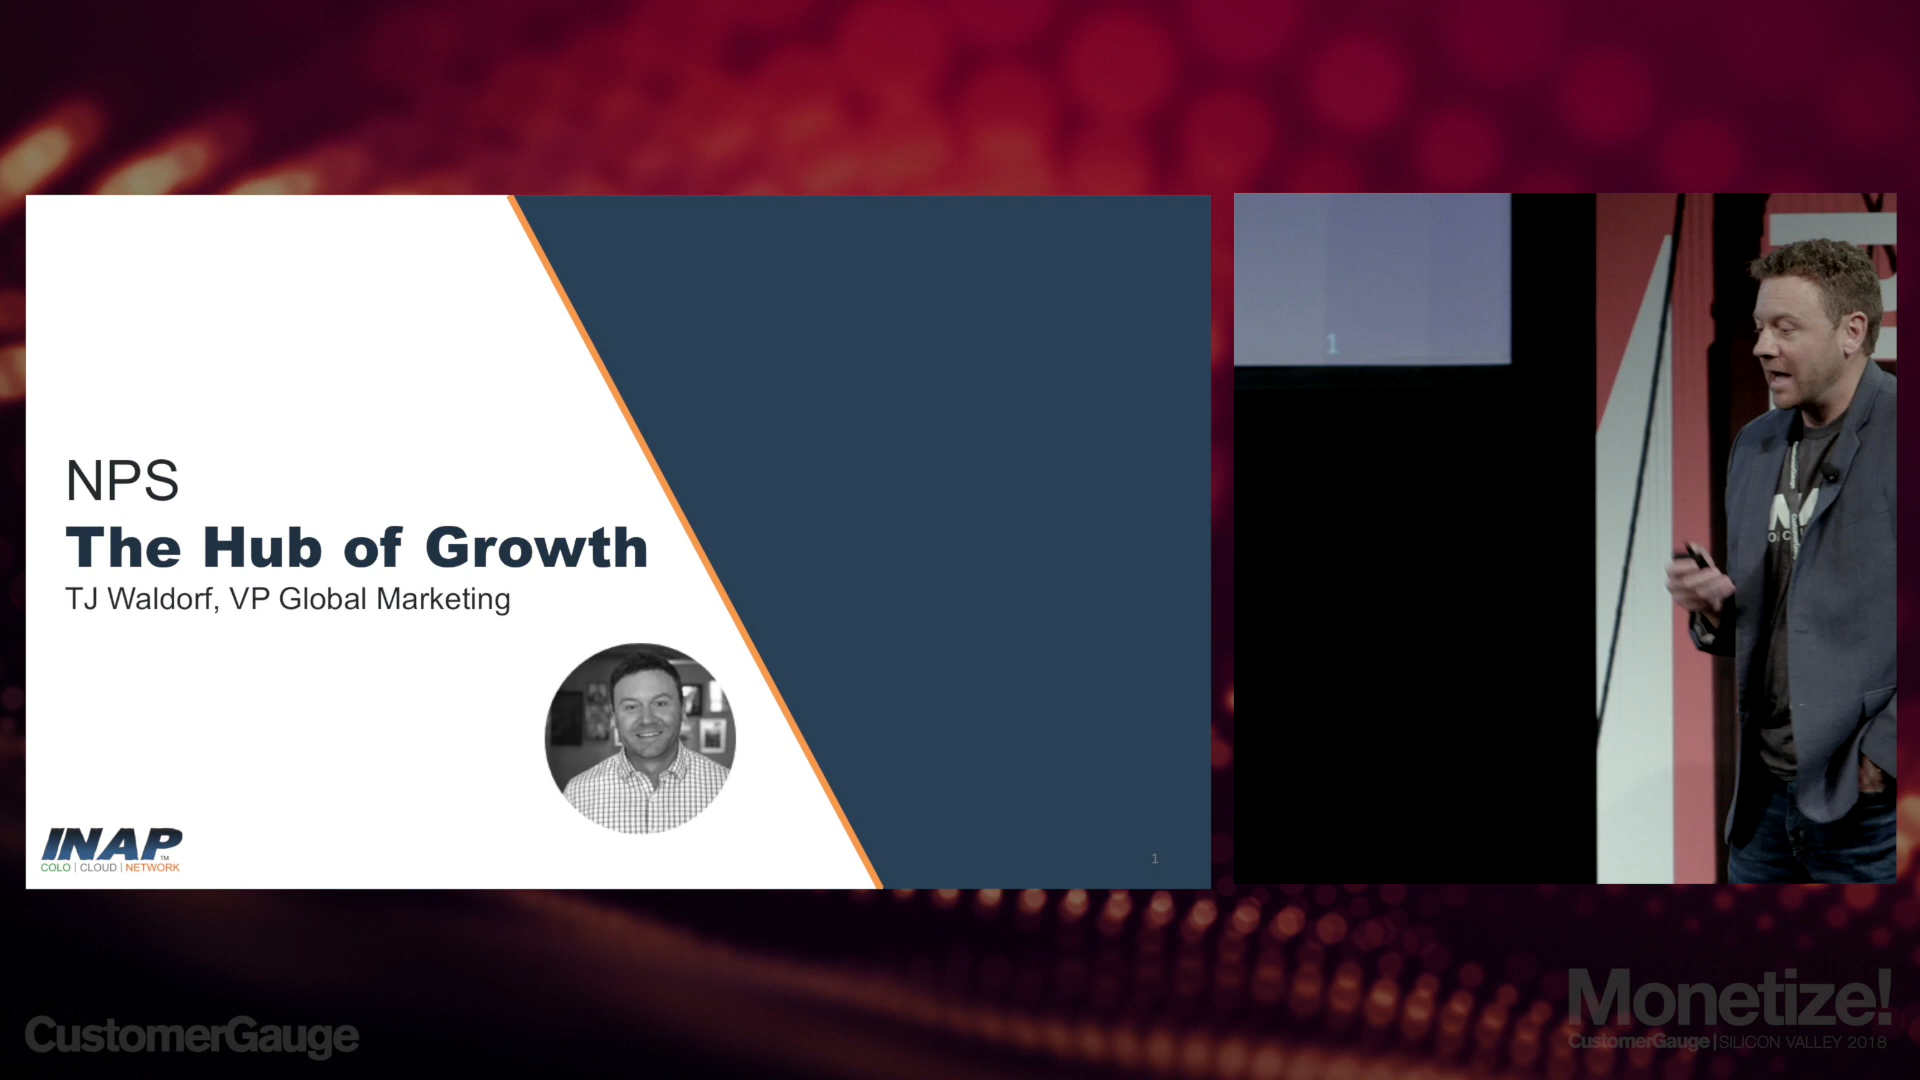 NPS
The Hub of Growth
TJ Waldorf, VP Global Marketing
INAP™
COLO | CLOUD | NETWORK
1
1
CustomerGauge
Monetize!
CustomerGauge | SILICON VALLEY 2018